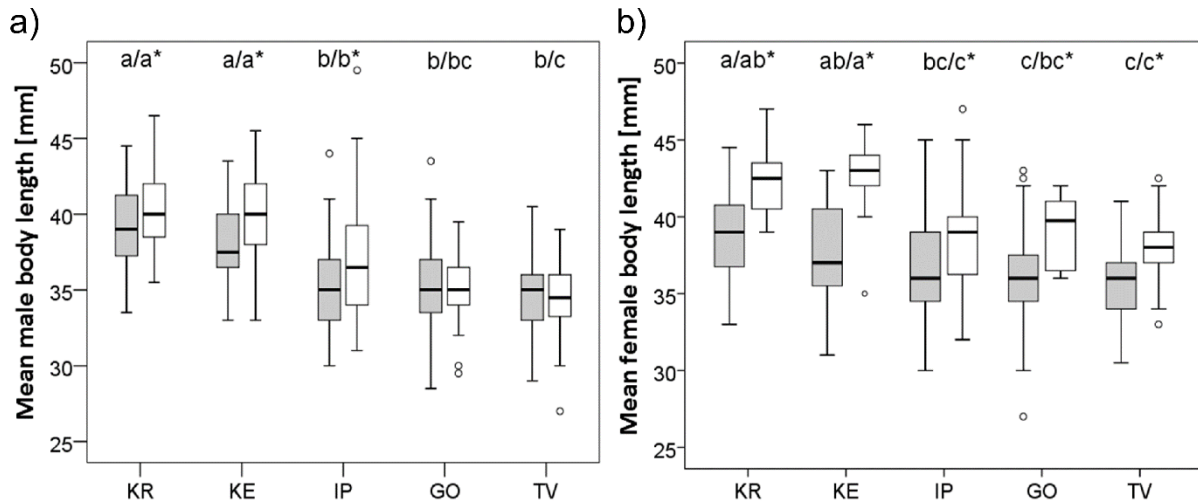 a)
Mean male body length [mm]
50
45
40
35
30
25
a/a* a/a* b/b* b/bc b/c
KR KE IP GO TV
b)
Mean female body length [mm]
50
45
40
35
30
25
a/ab* ab/a* bc/c* c/bc* c/c*
KR KE IP GO TV